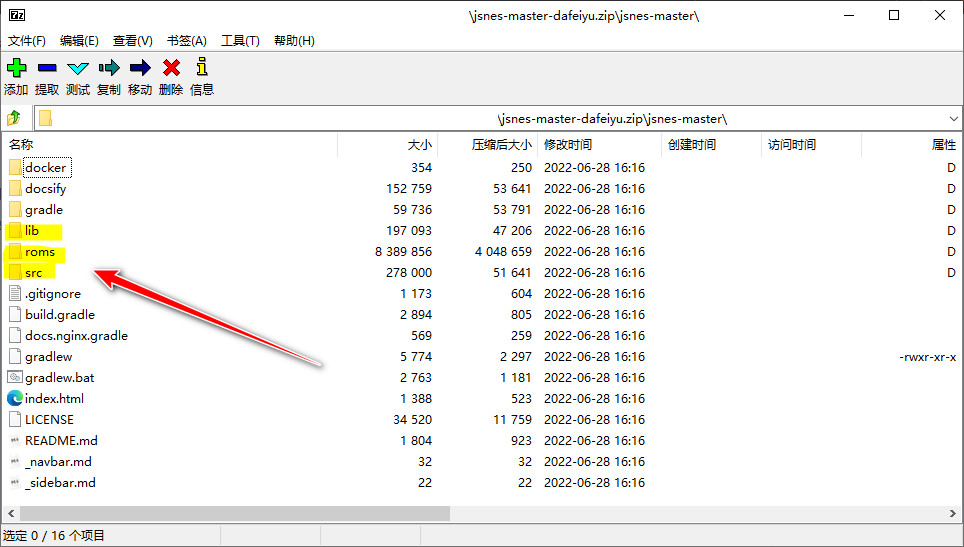 \jsnes-master-dafeiyu.zip\jsnes-master\
文件(F) 编辑(E) 查看(V) 书签(A) 工具(T) 帮助(H)
添加 提取 测试 复制 移动 删除 信息
\jsnes-master-dafeiyu.zip\jsnes-master\
名称 大小 压缩后大小 修改时间 创建时间 访问时间 属性
docker 354 250 2022-06-28 16:16 D
docsify 152 759 53 641 2022-06-28 16:16 D
gradle 59 736 53 791 2022-06-28 16:16 D
lib 197 093 47 206 2022-06-28 16:16 D
roms 8 389 856 4 048 659 2022-06-28 16:16 D
src 278 000 51 641 2022-06-28 16:16 D
.gitignore 1 173 604 2022-06-28 16:16
build.gradle 2 894 805 2022-06-28 16:16
docs.nginx.gradle 569 259 2022-06-28 16:16
gradlew 5 774 2 297 2022-06-28 16:16 -rwxr-xr-x
gradlew.bat 2 763 1 181 2022-06-28 16:16
index.html 1 388 523 2022-06-28 16:16
LICENSE 34 520 11 759 2022-06-28 16:16
README.md 1 804 923 2022-06-28 16:16
_navbar.md 32 32 2022-06-28 16:16
_sidebar.md 22 22 2022-06-28 16:16
选定 0 / 16 个项目